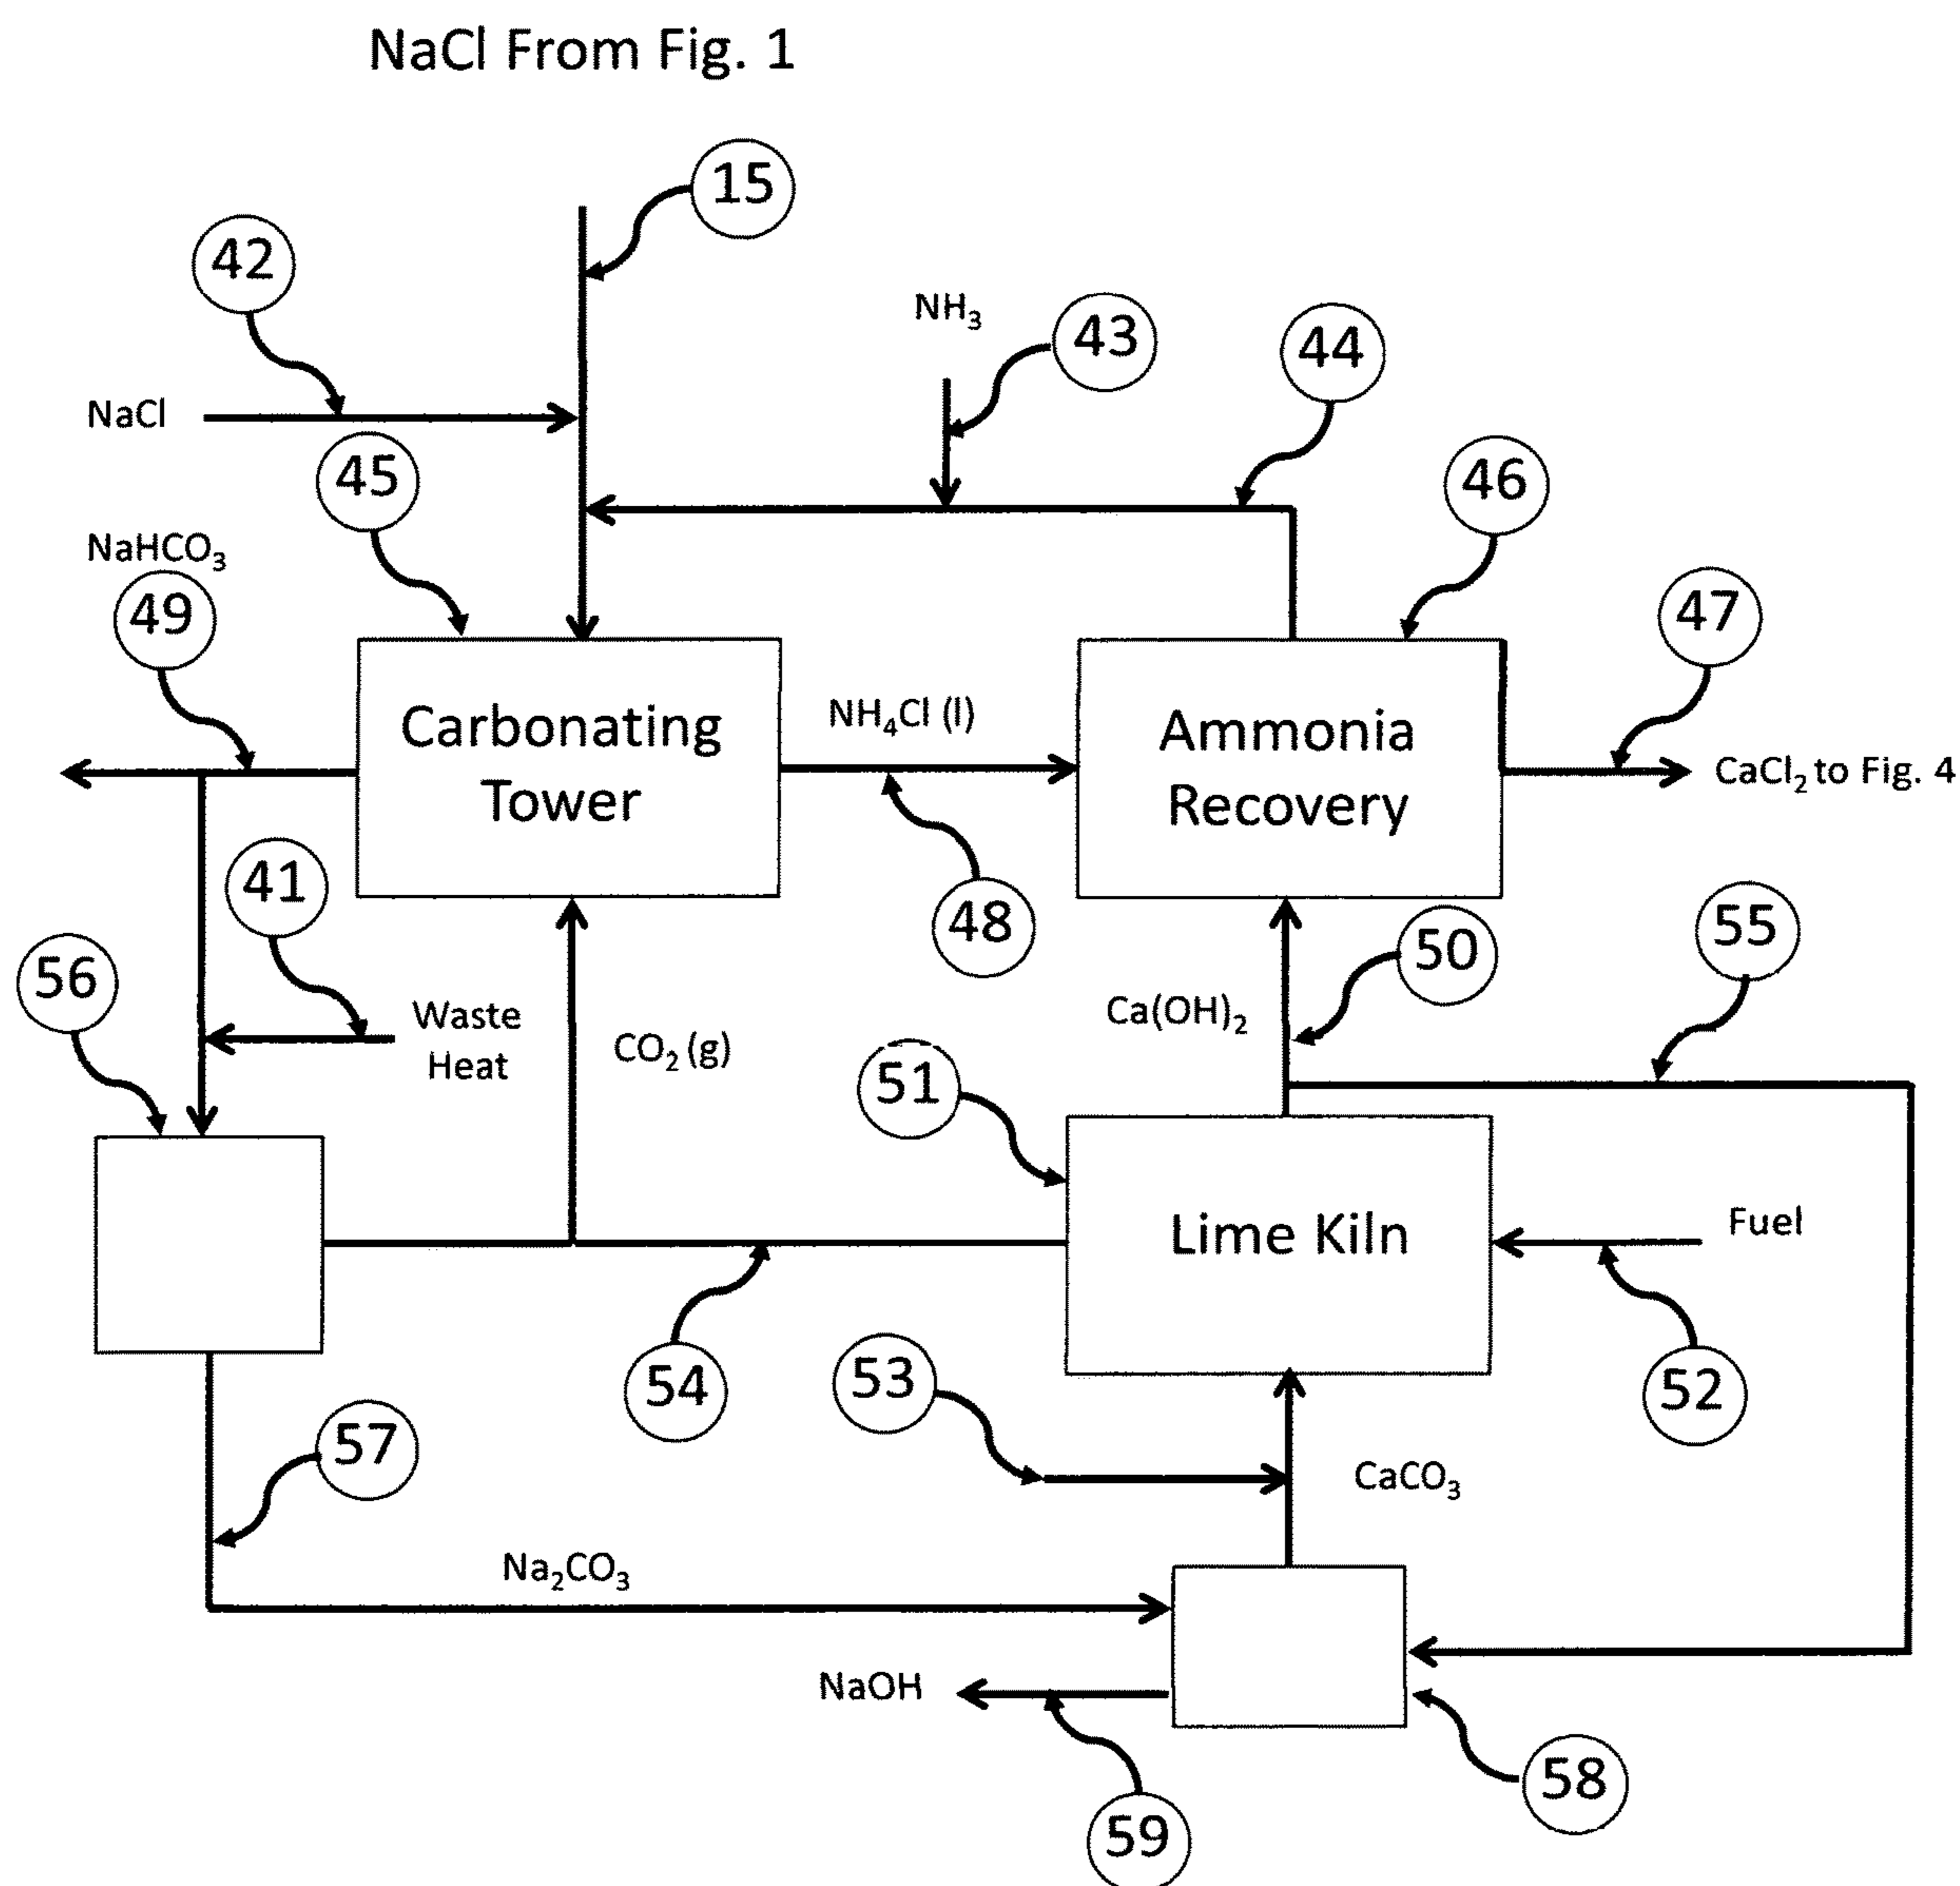 NaCl From Fig. 1
15
42
NH₃
43
44
NaCl
45
46
NaHCO₃
49
47
Carbonating
Tower
NH₄Cl (l)
Ammonia
Recovery
CaCl₂ to Fig. 4
41
48
50
55
56
Waste
Heat
CO₂ (g)
Ca(OH)₂
51
Lime Kiln
Fuel
54
53
52
57
CaCO₃
Na₂CO₃
NaOH
58
59